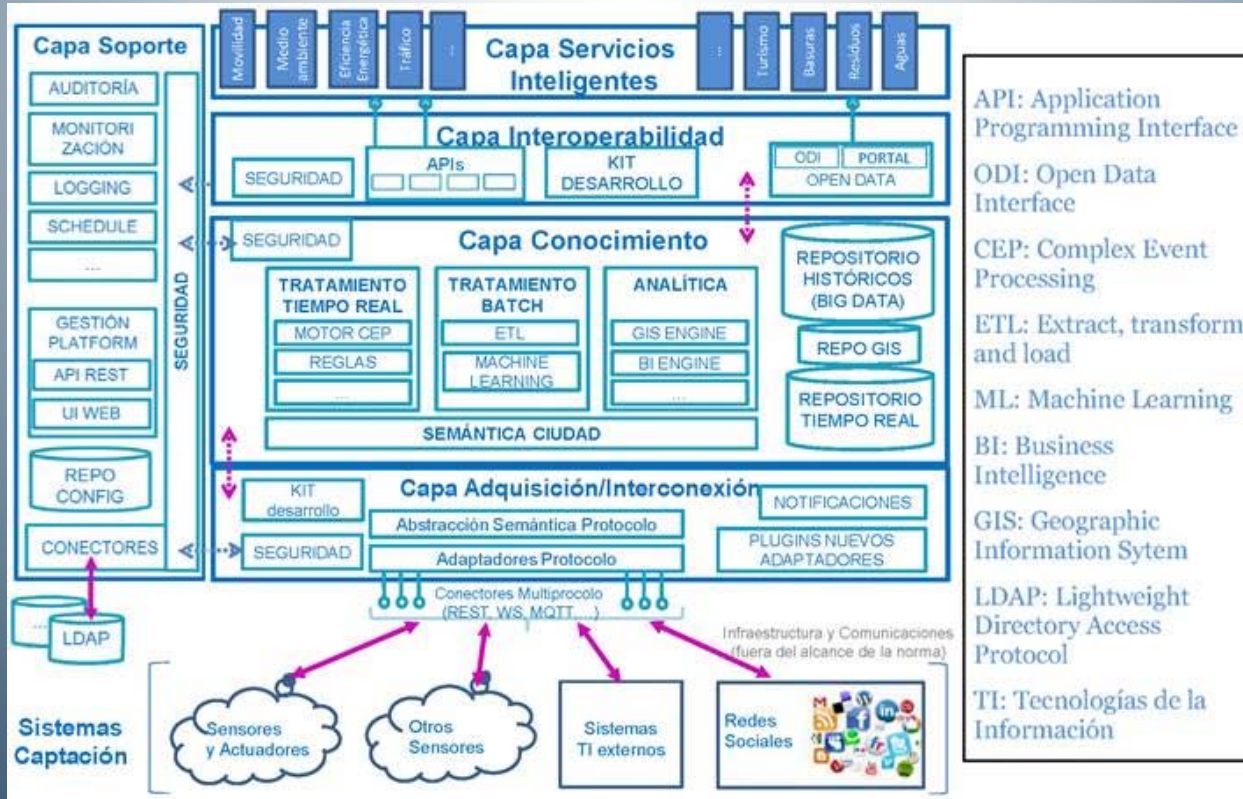 Capa Soporte
AUDITORÍA
MONITORI
ZACIÓN
LOGGING
SCHEDULE
...
GESTIÓN
PLATFORM
API REST
UI WEB
REPO
CONFIG
CONECTORES
SEGURIDAD
...
LDAP
Movilidad
Medio
ambiente
Eficiencia
Energética
Tráfico
...
Capa Servicios
Inteligentes
...
Turismo
Basuras
Residuos
Aguas
Capa Interoperabilidad
SEGURIDAD
APIs
KIT
DESARROLLO
ODI
PORTAL
OPEN DATA
SEGURIDAD
Capa Conocimiento
TRATAMIENTO
TIEMPO REAL
MOTOR CEP
REGLAS
...
TRATAMIENTO
BATCH
ETL
MACHINE
LEARNING
ANALÍTICA
GIS ENGINE
BI ENGINE
...
REPOSITORIO
HISTÓRICOS
(BIG DATA)
REPO GIS
REPOSITORIO
TIEMPO REAL
SEMÁNTICA CIUDAD
Capa Adquisición/Interconexión
KIT
desarrollo
SEGURIDAD
Abstracción Semántica Protocolo
Adaptadores Protocolo
NOTIFICACIONES
PLUGINS NUEVOS
ADAPTADORES
Conectores Multiprocolo
(REST, WS, MQTT,....)
Infraestructura y Comunicaciones
(fuera del alcance de la norma)
Sistemas
Captación
Sensores
y Actuadores
Otros
Sensores
Sistemas
TI externos
Redes
Sociales
API: Application
Programming Interface
ODI: Open Data
Interface
CEP: Complex Event
Processing
ETL: Extract, transform
and load
ML: Machine Learning
BI: Business
Intelligence
GIS: Geographic
Information Sytem
LDAP: Lightweight
Directory Access
Protocol
TI: Tecnologías de la
Información